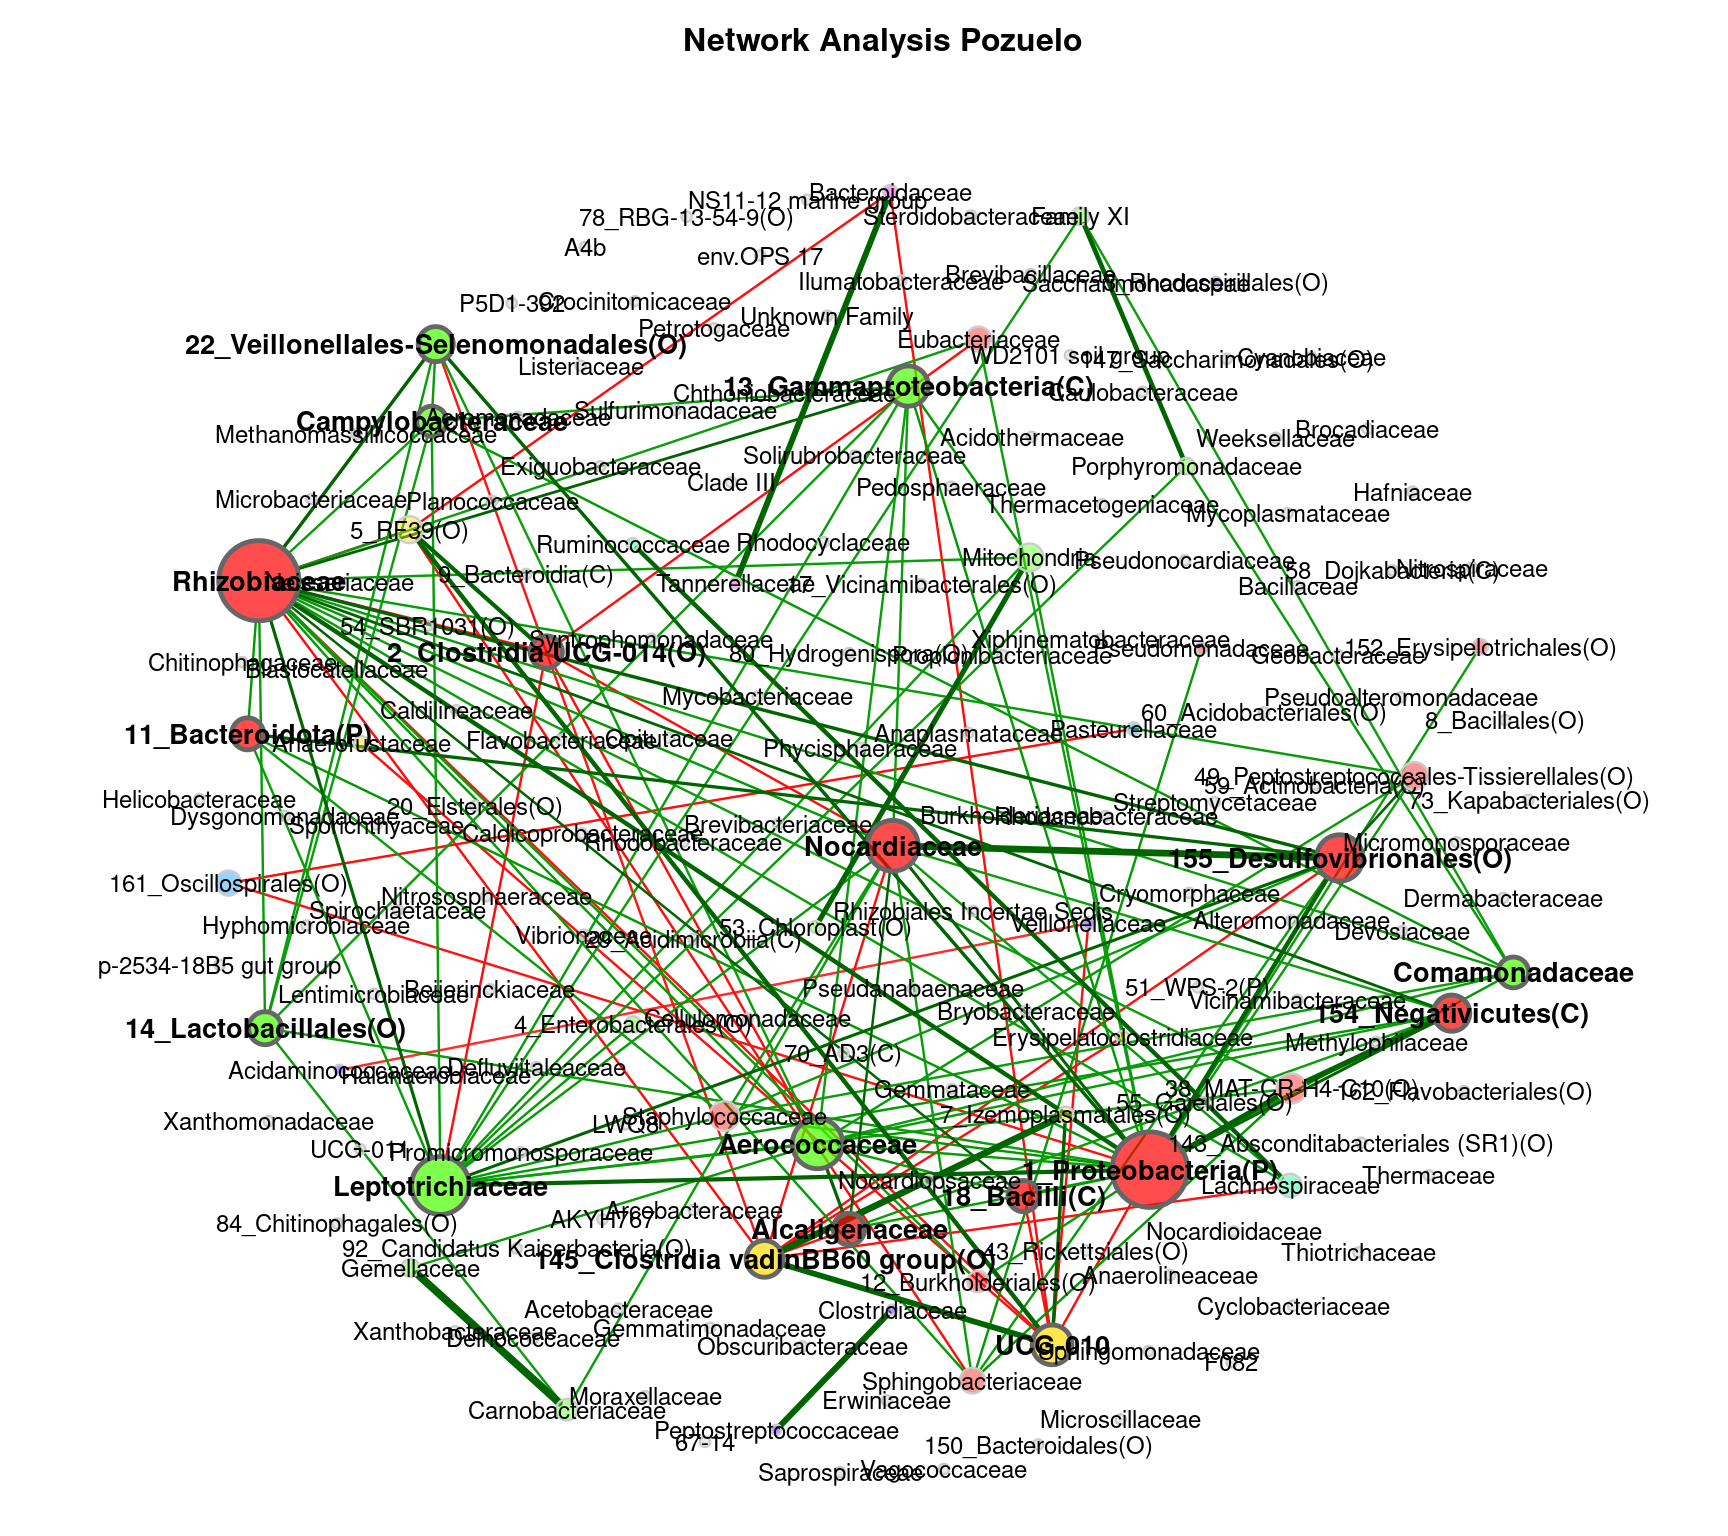 Network Analysis Pozuelo
Bacteroidaceae
NS11-12 marine group
78_RBG-13-54-9(O)
Steroidobacteraceae
Family XI
A4b
env.OPS 17
Brevibacillaceae
Ilumatobacteraceae
Saccharimonadaceae
3_Rhodospirillales(O)
P5D1-392
Crocinitomicaceae
Unknown Family
Petrotogaceae
Eubacteriaceae
22_Veillonellales-Selenomonadales(O)
WD2101 soil group
147_Saccharimonadales(O)
Cyanobiaceae
Listeriaceae
13_Gammaproteobacteria(C)
Chthoniobacteraceae
Caulobacteraceae
Sulfurimonadaceae
Campylobacteraceae
Aeromonadaceae
Methanomassiliicoccaceae
Acidothermaceae
Weeksellaceae
Brocadiaceae
Solirubrobacteraceae
Exiguobacteraceae
Porphyromonadaceae
Clade III
Pedosphaeraceae
Hafniaceae
Microbacteriaceae
Planococcaceae
Thermacetogeniaceae
Mycoplasmataceae
5_RF39(O)
Ruminococcaceae
Rhodocyclaceae
Mitochondria
Pseudonocardiaceae
58_Dojkabacteria(C)
Nitrospiraceae
Rhizobiaceae
Neisseriaceae
9_Bacteroidia(C)
Tannerellaceae
17_Vicinamibacterales(O)
Bacillaceae
54_SBR1031(O)
Syntrophomonadaceae
Xiphinematobacteraceae
2_Clostridia UCG-014(O)
80_Hydrogenispora(O)
Propionibacteriaceae
Pseudomonadaceae
Geobacteraceae
152_Erysipelotrichales(O)
Chitinophagaceae
Blastocatellaceae
Mycobacteriaceae
Pseudoalteromonadaceae
Caldilineaceae
60_Acidobacteriales(O)
8_Bacillales(O)
11_Bacteroidota(P)
Anaerofustaceae
Flavobacteriaceae
Opitutaceae
Phycisphaeraceae
Anaplasmataceae
Pasteurellaceae
49_Peptostreptococcales-Tissierellales(O)
59_Actinobacteria(C)
Helicobacteraceae
20_Elsterales(O)
Streptomycetaceae
73_Kapabacteriales(O)
Dysgonomonadaceae
Sporichthyaceae
Caldicoprobacteraceae
Brevibacteriaceae
Burkholderiaceae
Rhodanobacteraceae
Rhodobacteraceae
Nocardiaceae
Micromonosporaceae
155_Desulfovibrionales(O)
161_Oscillospirales(O)
Nitrososphaeraceae
Cryomorphaceae
Dermabacteraceae
Spirochaetaceae
Rhizobiales Incertae Sedis
Hyphomicrobiaceae
53_Chloroplast(O)
Veillonellaceae
Alteromonadaceae
Devosiaceae
Vibrionaceae
29_Acidimicrobiia(C)
p-2534-18B5 gut group
Comamonadaceae
Lentimicrobiaceae
Beijerinckiaceae
Pseudanabaenaceae
51_WPS-2(P)
Vicinamibacteraceae
14_Lactobacillales(O)
4_Enterobacterales(O)
Cellulomonadaceae
Bryobacteraceae
154_Negativicutes(C)
Erysipelatoclostridiaceae
Methylophilaceae
70_AD3(C)
Acidaminococcaceae
Halanaerobiaceae
Defluviitaleaceae
Gemmataceae
38_MAT-CR-H4-C10(O)
162_Flavobacteriales(O)
Xanthomonadaceae
LWQ8
Staphylococcaceae
7_Izemoplasmatales(O)
55_Gaiellales(O)
UCG-011
Promicromonosporaceae
Aerococcaceae
143_Absconditabacteriales (SR1)(O)
1_Proteobacteria(P)
Thermaceae
Leptotrichiaceae
Nocardiopsaceae
18_Bacilli(C)
Lachnospiraceae
Arcobacteraceae
84_Chitinophagales(O)
AKYH767
Alcaligenaceae
Nocardioidaceae
92_Candidatus Kaiserbacteria(O)
145_Clostridia vadinBB60 group(O)
43_Rickettsiales(O)
Thiotrichaceae
Gemellaceae
12_Burkholderiales(C)
Anaerolineaceae
Acetobacteraceae
Clostridiaceae
Cyclobacteriaceae
Xanthobacteraceae
Deinococcaceae
Gemmatimonadaceae
Obscuribacteraceae
UCG-010
Sphingomonadaceae
F082
Sphingobacteriaceae
Moraxellaceae
Erwiniaceae
Carnobacteriaceae
Microscillaceae
Peptostreptococcaceae
67-14
150_Bacteroidales(O)
Saprospiraceae
Vagococcaceae